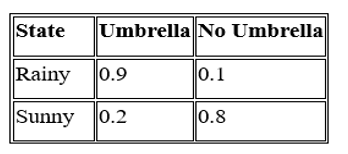 State Umbrella No Umbrella
Rainy 0.9 0.1
Sunny 0.2 0.8